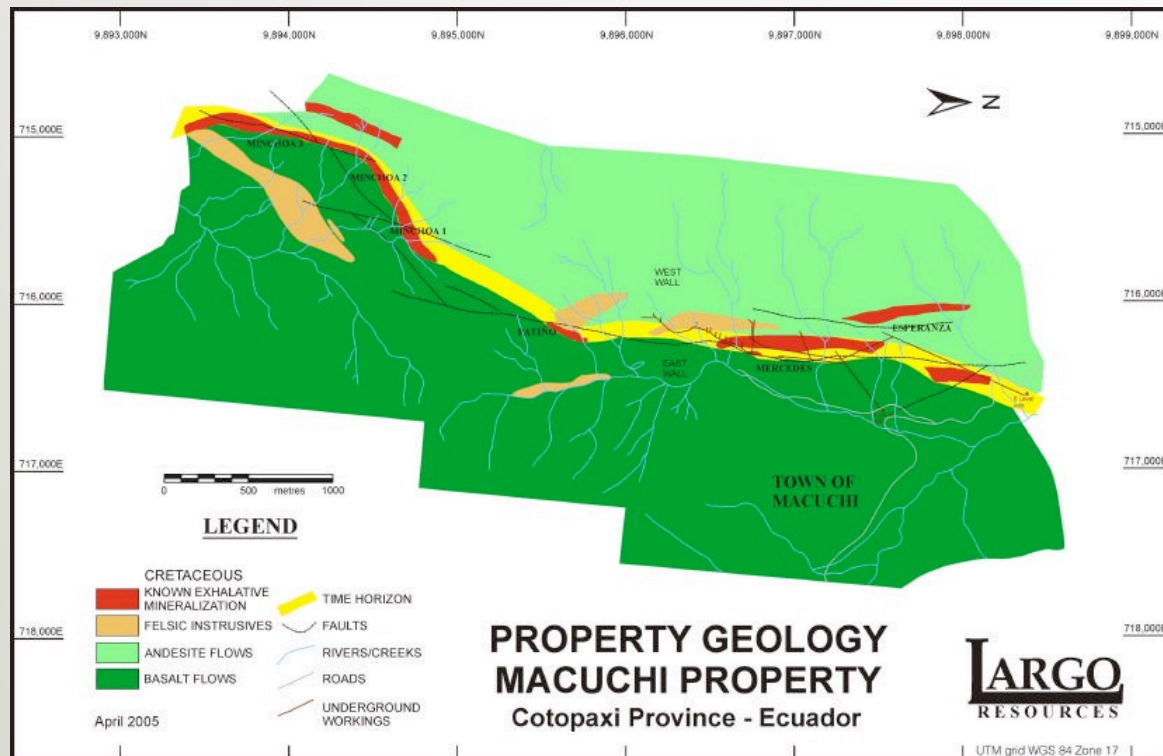 9,893,000N 9,894,000N 9,895,000N 9,896,000N 9,897,000N 9,898,000N 9,899,000N
N
715,000E 715,000E
MINCHOA 3
MINCHOA 2
MINCHOA 1
WEST
WALL
716,000E 716,000E
ESPERANZA
PATIÑO
EAST
WALL
MERCEDES
717,000E 717,000E
TOWN OF
MACUCHI
0 500 metres 1000
LEGEND
CRETACEOUS
KNOWN EXHALATIVE
MINERALIZATION
FELSIC INSTRUSIVES
ANDESITE FLOWS
BASALT FLOWS
TIME HORIZON
FAULTS
RIVERS/CREEKS
ROADS
UNDERGROUND
WORKINGS
718,000E 718,000E
April 2005
PROPERTY GEOLOGY
MACUCHI PROPERTY
Cotopaxi Province - Ecuador
LARGO
RESOURCES
UTM grid WGS 84 Zone 17